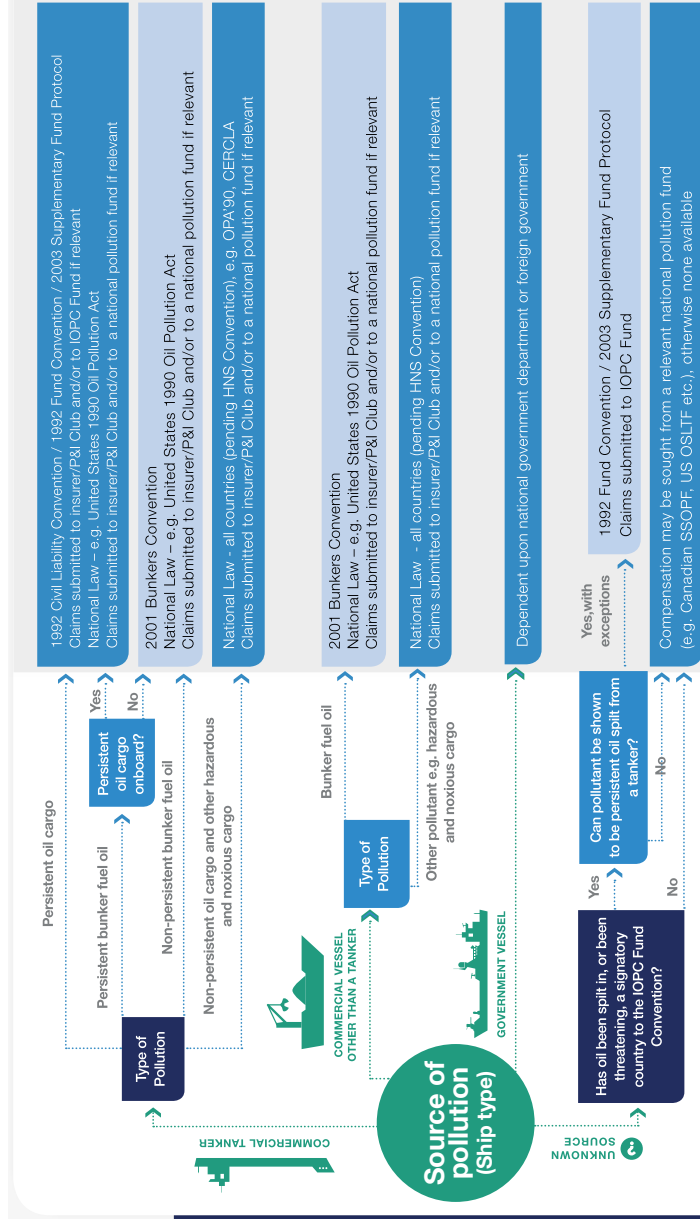 Source of
pollution
(Ship type)
COMMERCIAL TANKER
Type of
Pollution
Persistent oil cargo
1992 Civil Liability Convention / 1992 Fund Convention / 2003 Supplementary Fund Protocol
Claims submitted to insurer/P&I Club and/or to IOPC Fund if relevant
National Law – e.g. United States 1990 Oil Pollution Act
Claims submitted to insurer/P&I Club and/or to a national pollution fund if relevant
Persistent bunker fuel oil
Persistent
oil cargo
onboard?
Yes
No
Non-persistent bunker fuel oil
2001 Bunkers Convention
National Law – e.g. United States 1990 Oil Pollution Act
Claims submitted to insurer/P&I Club and/or to a national pollution fund if relevant
Non-persistent oil cargo and other hazardous
and noxious cargo
National Law - all countries (pending HNS Convention), e.g. OPA'90, CERCLA
Claims submitted to insurer/P&I Club and/or to a national pollution fund if relevant
COMMERCIAL VESSEL
OTHER THAN A TANKER
Type of
Pollution
Bunker fuel oil
2001 Bunkers Convention
National Law – e.g. United States 1990 Oil Pollution Act
Claims submitted to insurer/P&I Club and/or to a national pollution fund if relevant
Other pollutant e.g. hazardous
and noxious cargo
National Law - all countries (pending HNS Convention)
Claims submitted to insurer/P&I Club and/or to a national pollution fund if relevant
GOVERNMENT VESSEL
Dependent upon national government department or foreign government
UNKNOWN
SOURCE
?
Has oil been spilt in, or been
threatening, a signatory
country to the IOPC Fund
Convention?
Yes
No
Can pollutant be shown
to be persistent oil spilt from
a tanker?
Yes,with
exceptions
No
1992 Fund Convention / 2003 Supplementary Fund Protocol
Claims submitted to IOPC Fund
Compensation may be sought from a relevant national pollution fund
(e.g. Canadian SSOPF, US OSLTF etc.), otherwise none available